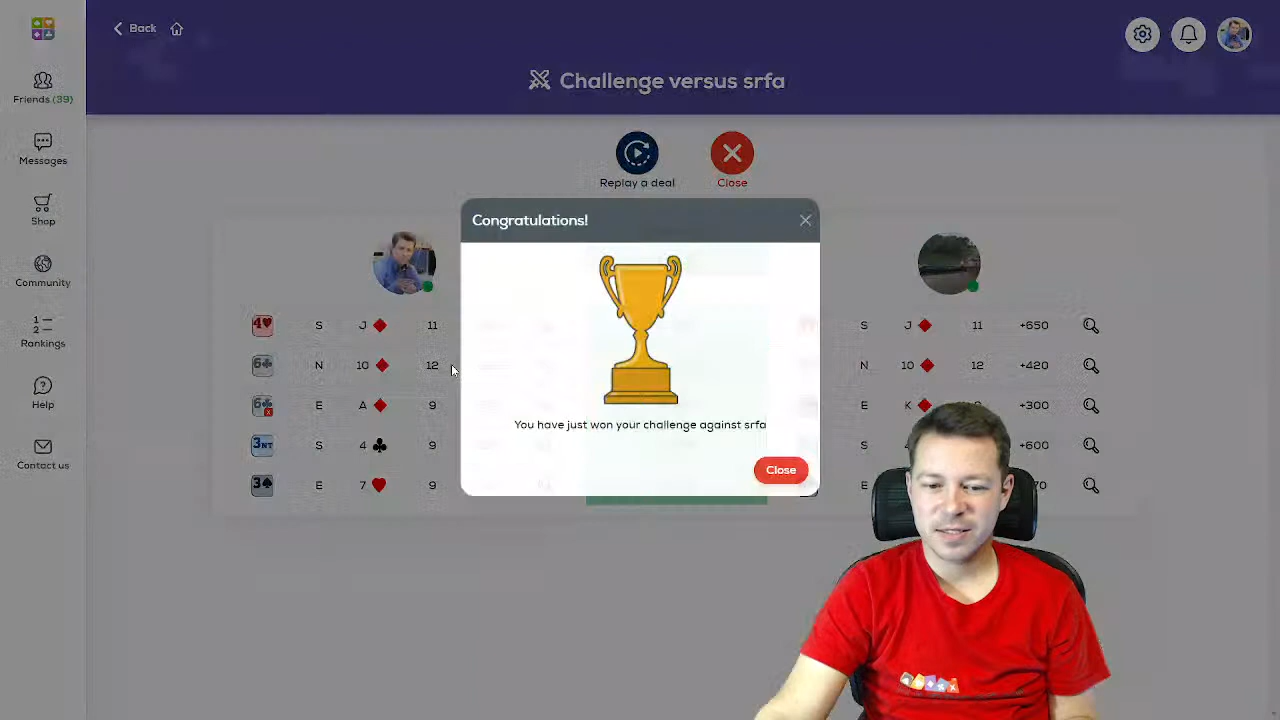 Back
Friends (39)
Messages
Shop
Community
1
2
Rankings
Help
Contact us
Challenge versus srfa
Replay a deal
Close
Congratulations!
You have just won your challenge against srfa
Close
4♥ S J♦ 11
6♣ N 10♦ 12
6♣ x E A♦ 9
3NT S 4♣ 9
3♠ E 7♥ 9
S J♦ 11 +650
N 10♦ 12 +420
E K♦ +300
S +600
E